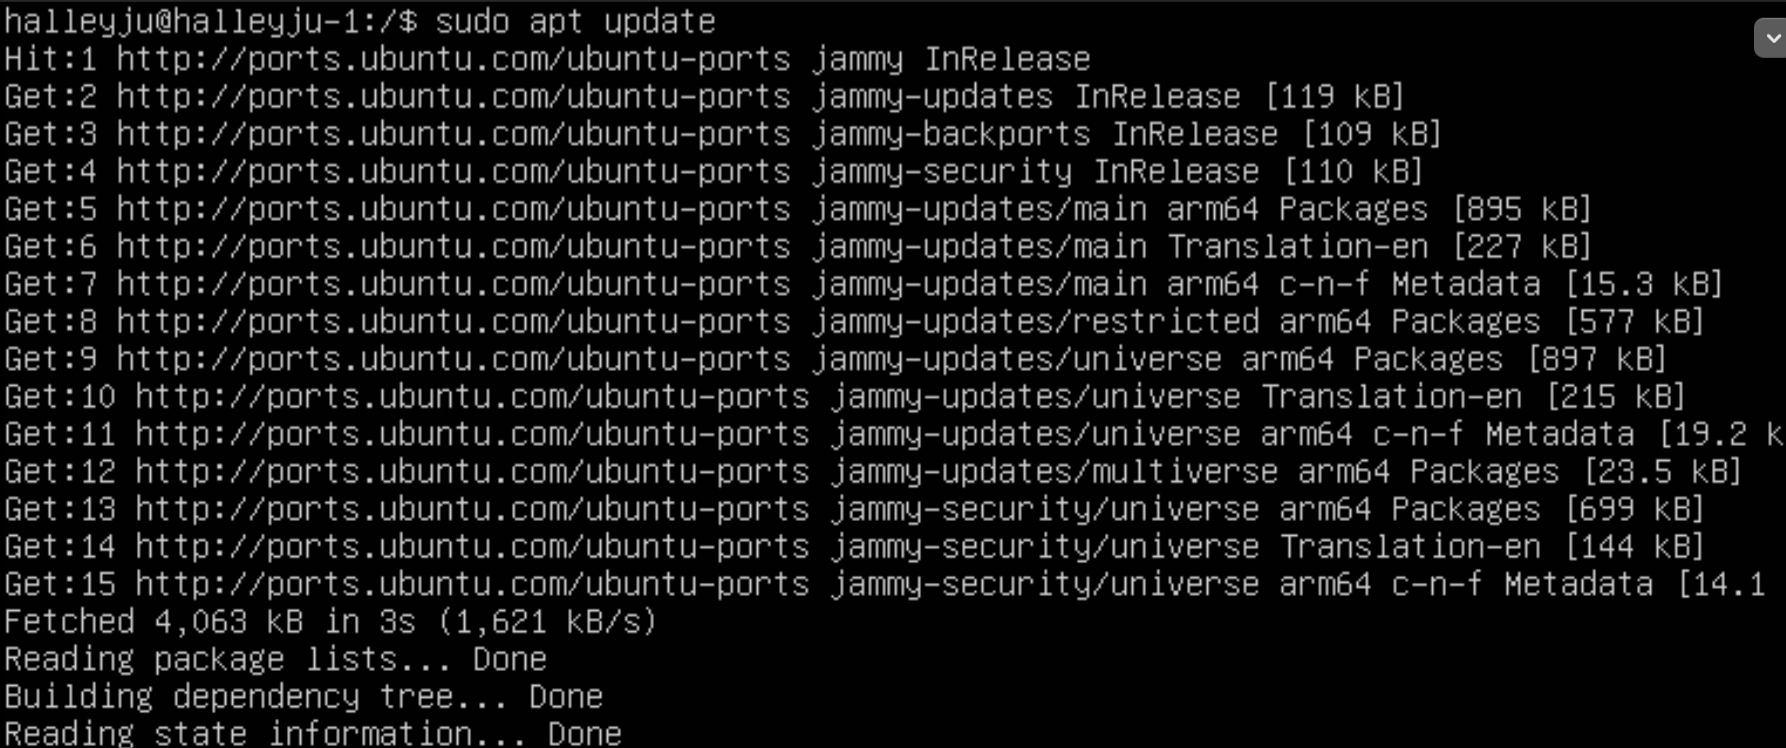 halleyju@halleyju-1:/$ sudo apt update
Hit:1 http://ports.ubuntu.com/ubuntu-ports jammy InRelease
Get:2 http://ports.ubuntu.com/ubuntu-ports jammy-updates InRelease [119 kB]
Get:3 http://ports.ubuntu.com/ubuntu-ports jammy-backports InRelease [109 kB]
Get:4 http://ports.ubuntu.com/ubuntu-ports jammy-security InRelease [110 kB]
Get:5 http://ports.ubuntu.com/ubuntu-ports jammy-updates/main arm64 Packages [895 kB]
Get:6 http://ports.ubuntu.com/ubuntu-ports jammy-updates/main Translation-en [227 kB]
Get:7 http://ports.ubuntu.com/ubuntu-ports jammy-updates/main arm64 c-n-f Metadata [15.3 kB]
Get:8 http://ports.ubuntu.com/ubuntu-ports jammy-updates/restricted arm64 Packages [577 kB]
Get:9 http://ports.ubuntu.com/ubuntu-ports jammy-updates/universe arm64 Packages [897 kB]
Get:10 http://ports.ubuntu.com/ubuntu-ports jammy-updates/universe Translation-en [215 kB]
Get:11 http://ports.ubuntu.com/ubuntu-ports jammy-updates/universe arm64 c-n-f Metadata [19.2 k
Get:12 http://ports.ubuntu.com/ubuntu-ports jammy-updates/multiverse arm64 Packages [23.5 kB]
Get:13 http://ports.ubuntu.com/ubuntu-ports jammy-security/universe arm64 Packages [699 kB]
Get:14 http://ports.ubuntu.com/ubuntu-ports jammy-security/universe Translation-en [144 kB]
Get:15 http://ports.ubuntu.com/ubuntu-ports jammy-security/universe arm64 c-n-f Metadata [14.1
Fetched 4,063 kB in 3s (1,621 kB/s)
Reading package lists... Done
Building dependency tree... Done
Reading state information... Done